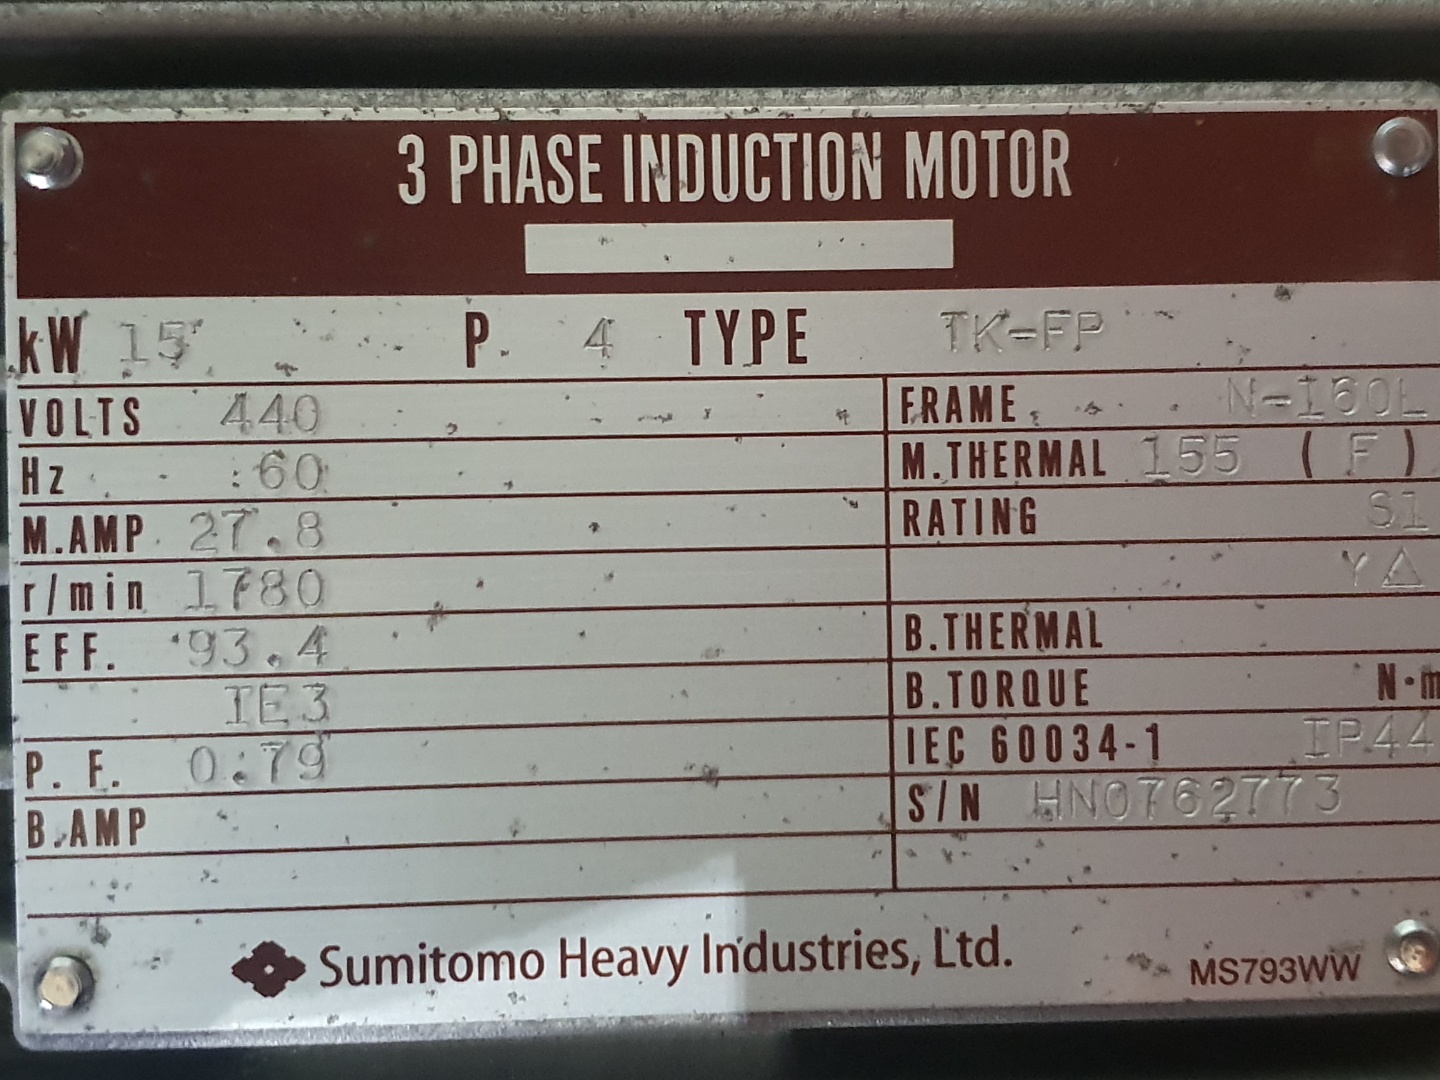 3 PHASE INDUCTION MOTOR
kW 15 P. 4 TYPE TK-FP
VOLTS 440
Hz 60
M.AMP 27.8
r/min 1780
EFF. 93.4
IE3
P. F. 0.79
B.AMP
FRAME N-160L
M.THERMAL 155 ( F )
RATING S1
Y△
B.THERMAL
B.TORQUE N·m
IEC 60034-1 IP44
S/N HN0762773
Sumitomo Heavy Industries, Ltd.
MS793WW